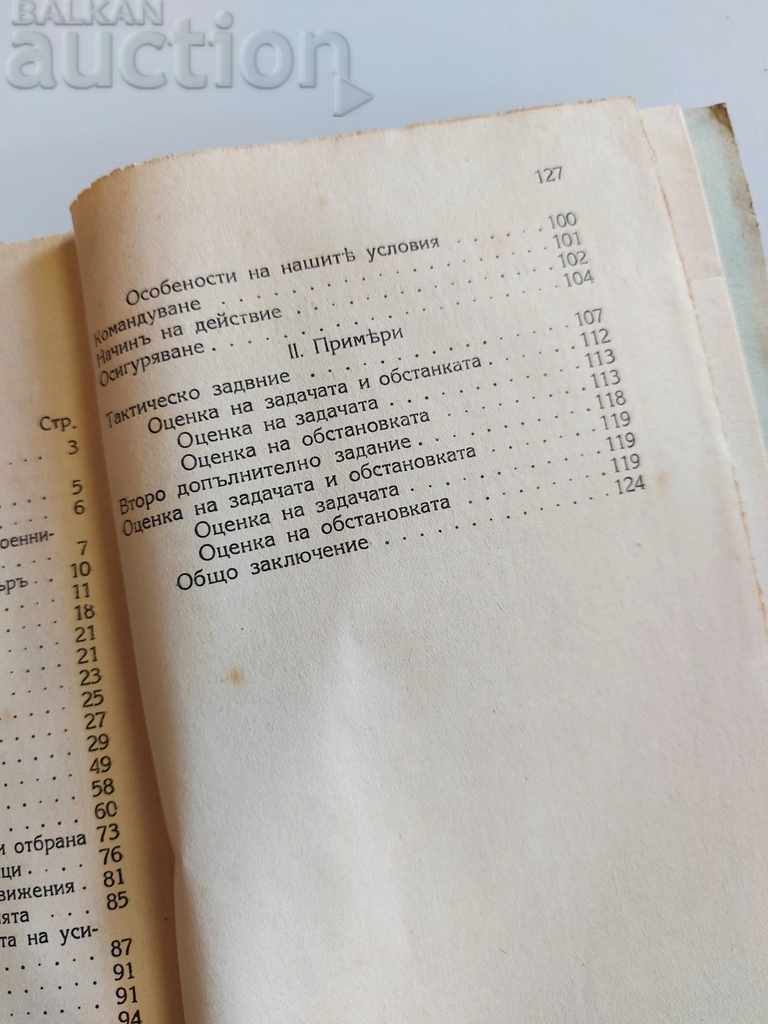 BALKAN
auction
Стр.
. . . 3
. . . 5
. . . 6
оенни-
. . . 7
ъръ . . 10
. . . 11
. . . 18
. . . 21
. . . 21
. . . 23
. . . 25
. . . 27
. . . 29
. . . 49
. . . 58
. . . 60
и отбрана 73
ци . . . . 76
вижения . 81
ята . . . 85
та на уси-
. . . 87
. . . 91
. . . 91
. . . 94
127
Особености на нашитѣ условия . . . . . . 100
Командуване . . . . . . . . . . . . 101
Начинъ на действие . . . . . . . . . . 102
Осигуряване . . . . . . . . . . . . 104
II. Примѣри
Тактическо задвние . . . . . . . . . . 107
Оценка на задачата и обстанката . . . . . 112
Оценка на задачата . . . . . . . . . 113
Оценка на обстановката . . . . . . . 113
Второ допълнително задание . . . . . . . 118
Оценка на задачата и обстановката . . . . . 119
Оценка на задачата . . . . . . . . . 119
Оценка на обстановката . . . . . . . 119
Общо заключение . . . . . . . . . . 124